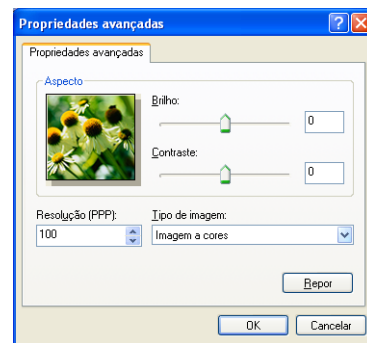 Propriedades avançadas
Propriedades avançadas
Aspecto
Brilho:
0
Contraste:
0
Resolução (PPP):
Tipo de imagem:
100
Imagem a cores
Repor
OK
Cancelar